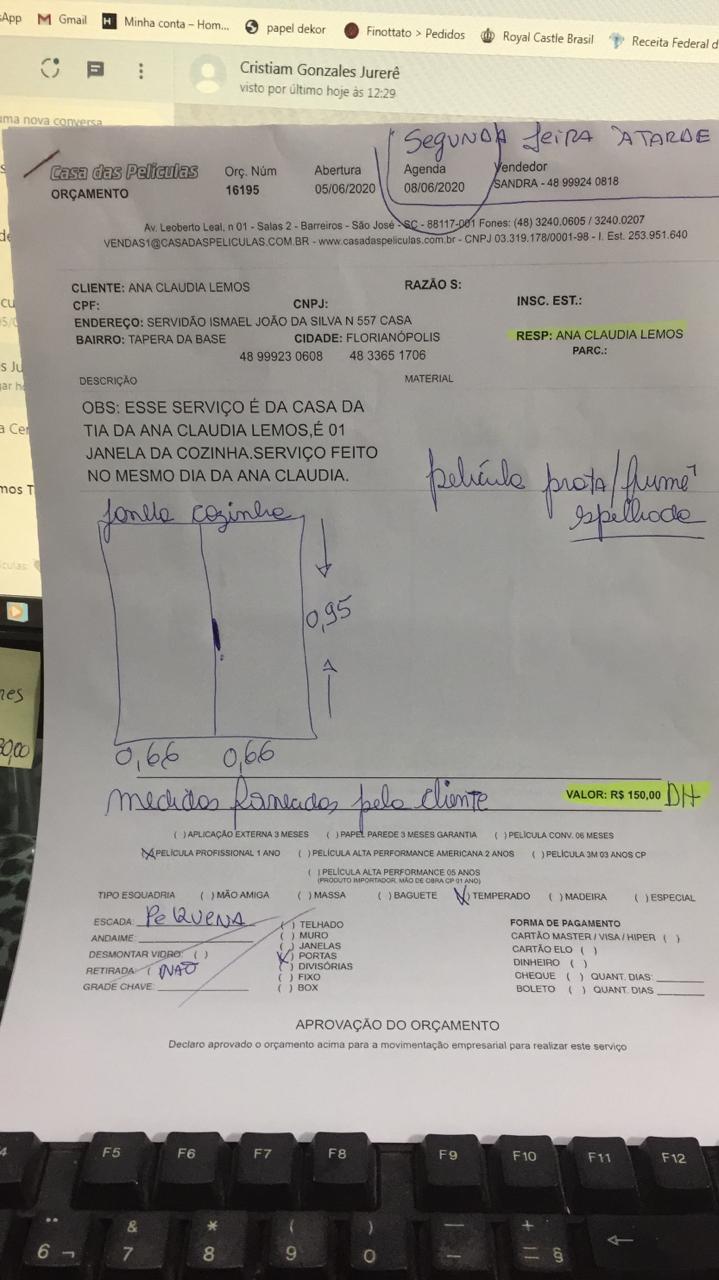 Gmail
Minha conta – Hom...
papel dekor
Finottato > Pedidos
Royal Castle Brasil
Receita Federal d
Cristiam Gonzales Jurerê
visto por último hoje às 12:29
uma nova conversa
SEGUNDA feira ATARDE
Casa das Películas
ORÇAMENTO
Orç. Núm
16195
Abertura
05/06/2020
Agenda
08/06/2020
Vendedor
SANDRA - 48 99924 0818
Av. Leoberto Leal, n 01 - Salas 2 - Barreiros - São José - SC - 88117-001 Fones: (48) 3240.0605 / 3240.0207
VENDAS1@CASADASPELICULAS.COM.BR - www.casadaspeliculas.com.br - CNPJ 03.319.178/0001-98 - I. Est. 253.951.640
CLIENTE: ANA CLAUDIA LEMOS RAZÃO S:
CPF: CNPJ: INSC. EST.:
ENDEREÇO: SERVIDÃO ISMAEL JOÃO DA SILVA N 557 CASA
BAIRRO: TAPERA DA BASE CIDADE: FLORIANÓPOLIS RESP: ANA CLAUDIA LEMOS
48 99923 0608 48 3365 1706 PARC.:
DESCRIÇÃO MATERIAL
OBS: ESSE SERVIÇO É DA CASA DA
TIA DA ANA CLAUDIA LEMOS,É 01
JANELA DA COZINHA.SERVIÇO FEITO
NO MESMO DIA DA ANA CLAUDIA.
película prata/fumê
espelhada
Janela cozinha
0,95
0,66 0,66
VALOR: R$ 150,00 DH
medidas passadas pelo cliente
( ) APLICAÇÃO EXTERNA 3 MESES ( ) PAPEL PAREDE 3 MESES GARANTIA ( ) PELÍCULA CONV. 06 MESES
(X) PELÍCULA PROFISSIONAL 1 ANO ( ) PELÍCULA ALTA PERFORMANCE AMERICANA 2 ANOS ( ) PELÍCULA 3M 03 ANOS CP
( ) PELÍCULA ALTA PERFORMANCE 05 ANOS
(PRODUTO IMPORTADOR, MÃO DE OBRA CP 01 ANO)
TIPO ESQUADRIA ( ) MÃO AMIGA ( ) MASSA ( ) BAGUETE (X) TEMPERADO ( ) MADEIRA ( ) ESPECIAL
ESCADA: PEQUENA
ANDAIME:
DESMONTAR VIDRO: ( )
RETIRADA: ( NÃO
GRADE CHAVE:
( ) TELHADO
( ) MURO
( ) JANELAS
(X) PORTAS
( ) DIVISÓRIAS
( ) FIXO
( ) BOX
FORMA DE PAGAMENTO
CARTÃO MASTER / VISA / HIPER ( )
CARTÃO ELO ( )
DINHEIRO ( )
CHEQUE ( ) QUANT. DIAS:
BOLETO ( ) QUANT. DIAS
APROVAÇÃO DO ORÇAMENTO
Declaro aprovado o orçamento acima para a movimentação empresarial para realizar este serviço
F5 F6 F7 F8 F9 F10 F11 F12
6 7 & 8 * 9 ( 0 ) — – + = §